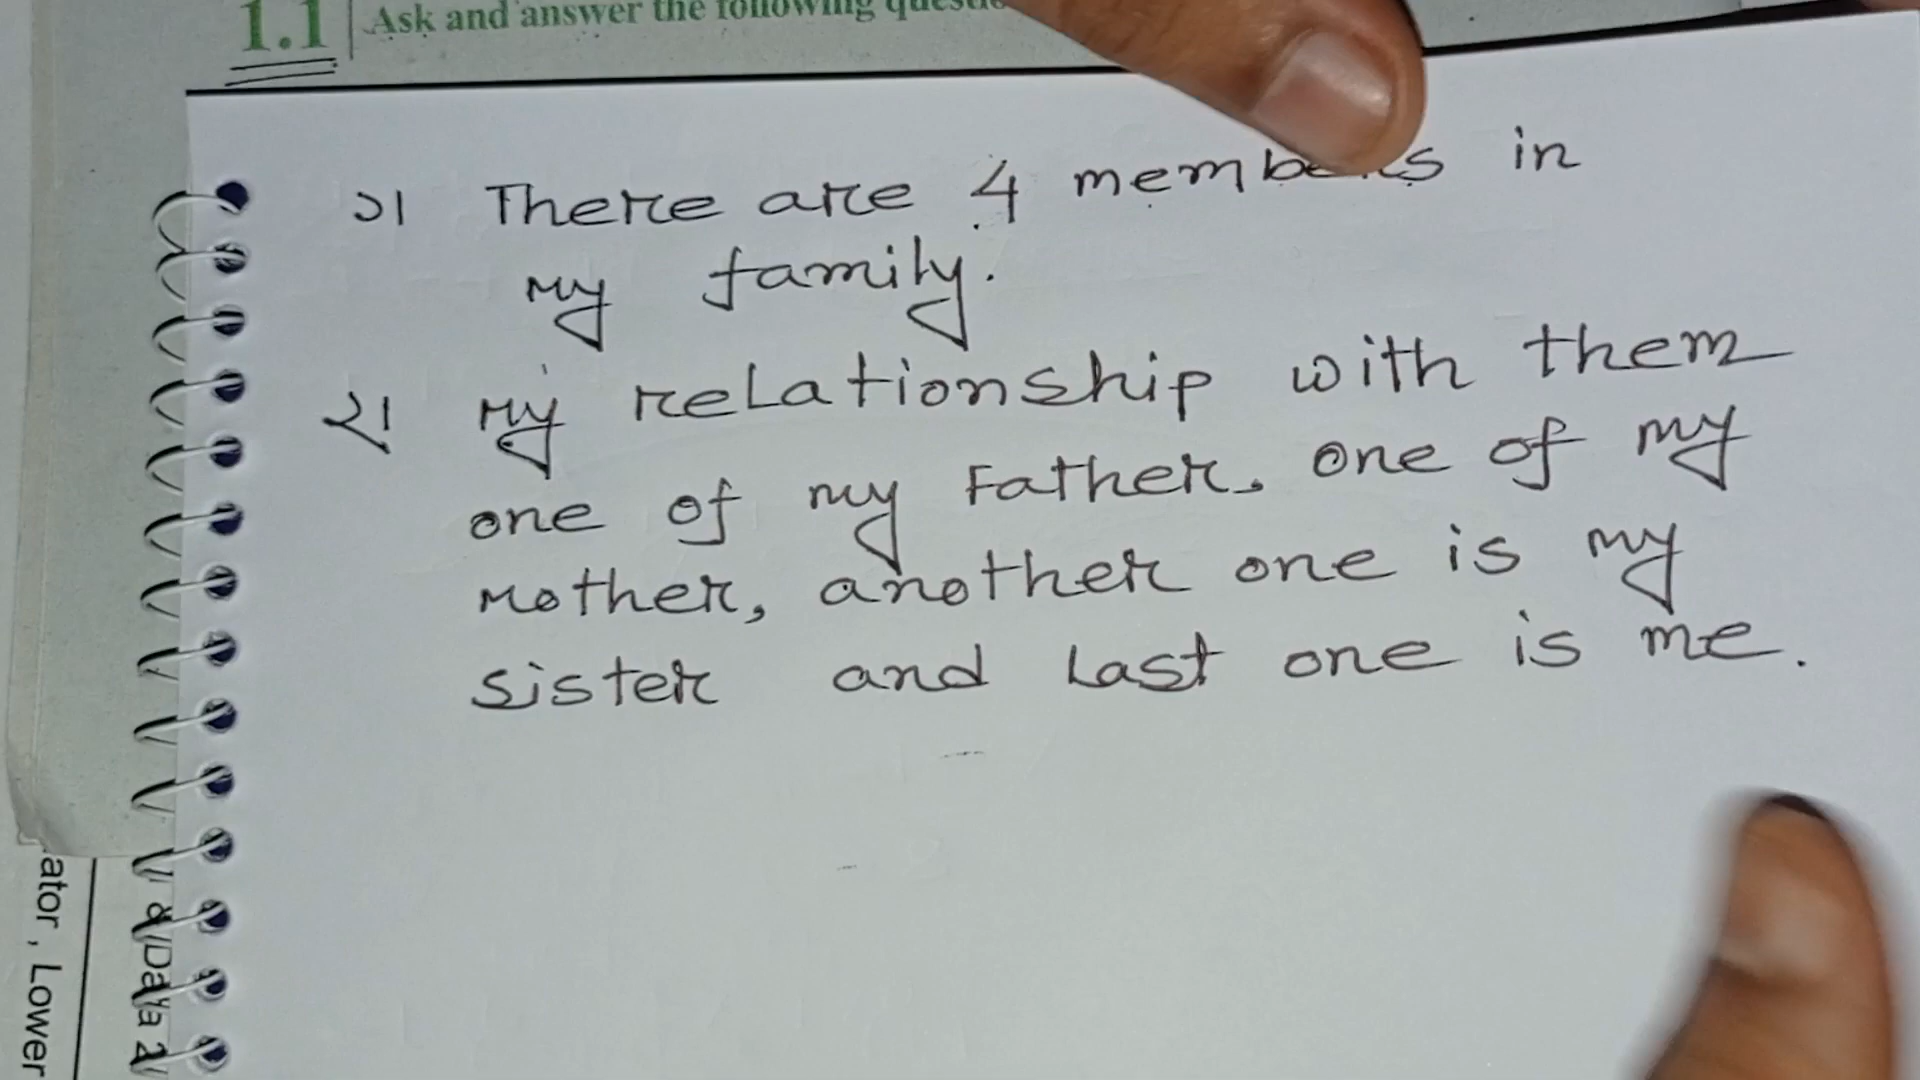 1.1 Ask and answer the following
১। There are 4 members in
my family.
২। My relationship with them
one of my Father, one of my
Mother, another one is my
sister and last one is me.
ator, Lower